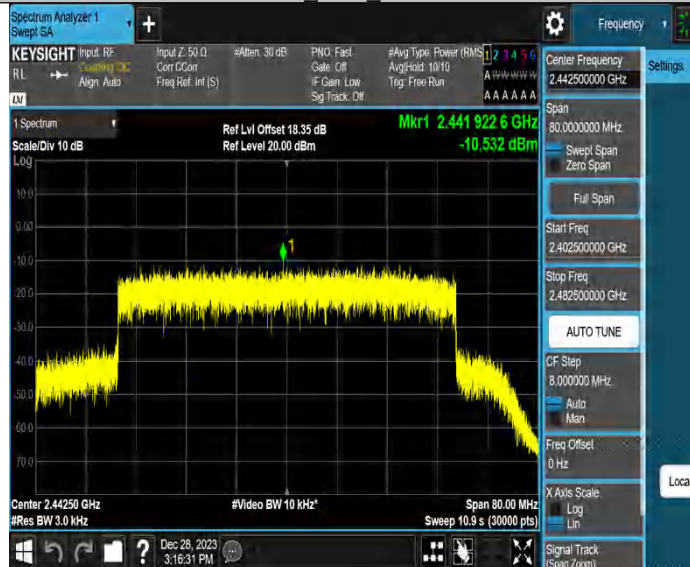 Spectrum Analyzer 1
Swept SA
Frequency
KEYSIGHT
RL
Input: RF
Coupling: DC
Align: Auto
Input Z: 50 Ω
Corr CCorr
Freq Ref: Int (S)
#Atten: 30 dB
PNO: Fast
Gate: Off
IF Gain: Low
Sig Track: Off
#Avg Type: Power (RMS
Avg|Hold: 10/10
Trig: Free Run
1 2 3 4 5 6
A W W W W W
A A A A A A
LXI
1 Spectrum
Scale/Div 10 dB
Ref Lvl Offset 18.35 dB
Ref Level 20.00 dBm
Mkr1 2.441 922 6 GHz
-10.532 dBm
Log
10.0
0.00
-10.0
-20.0
-30.0
-40.0
-50.0
-60.0
-70.0
1
Center 2.44250 GHz
#Res BW 3.0 kHz
#Video BW 10 kHz*
Span 80.00 MHz
Sweep 10.9 s (30000 pts)
Dec 28, 2023
3:16:31 PM
Center Frequency
2.442500000 GHz
Settings
Span
80.0000000 MHz
Swept Span
Zero Span
Full Span
Start Freq
2.402500000 GHz
Stop Freq
2.482500000 GHz
AUTO TUNE
CF Step
8.000000 MHz
Auto
Man
Freq Offset
0 Hz
X Axis Scale
Log
Lin
Signal Track
(Span Zoom)
Loca